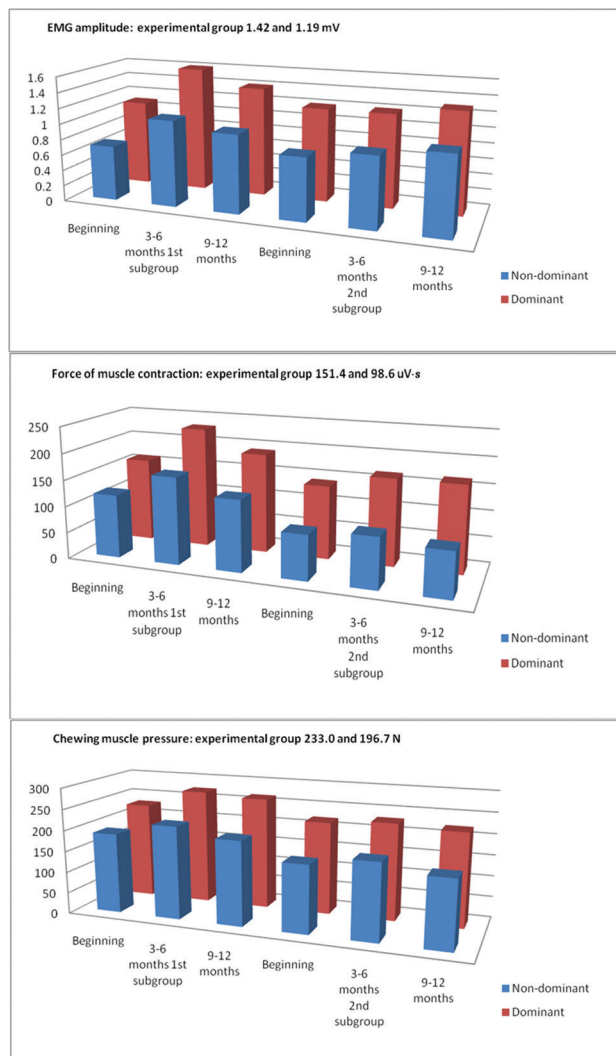 EMG amplitude: experimental group 1.42 and 1.19 mV
1.6
1.4
1.2
1
0.8
0.6
0.4
0.2
0
Beginning
3-6
months 1st
subgroup
9-12
months
Beginning
3-6
months
2nd
subgroup
9-12
months
Non-dominant
Dominant
Force of muscle contraction: experimental group 151.4 and 98.6 uV·s
250
200
150
100
50
0
Beginning
3-6
months 1st
subgroup
9-12
months
Beginning
3-6
months
2nd
subgroup
9-12
months
Non-dominant
Dominant
Chewing muscle pressure: experimental group 233.0 and 196.7 N
300
250
200
150
100
50
0
Beginning
3-6
months 1st
subgroup
9-12
months
Beginning
3-6
months
2nd
subgroup
9-12
months
Non-dominant
Dominant